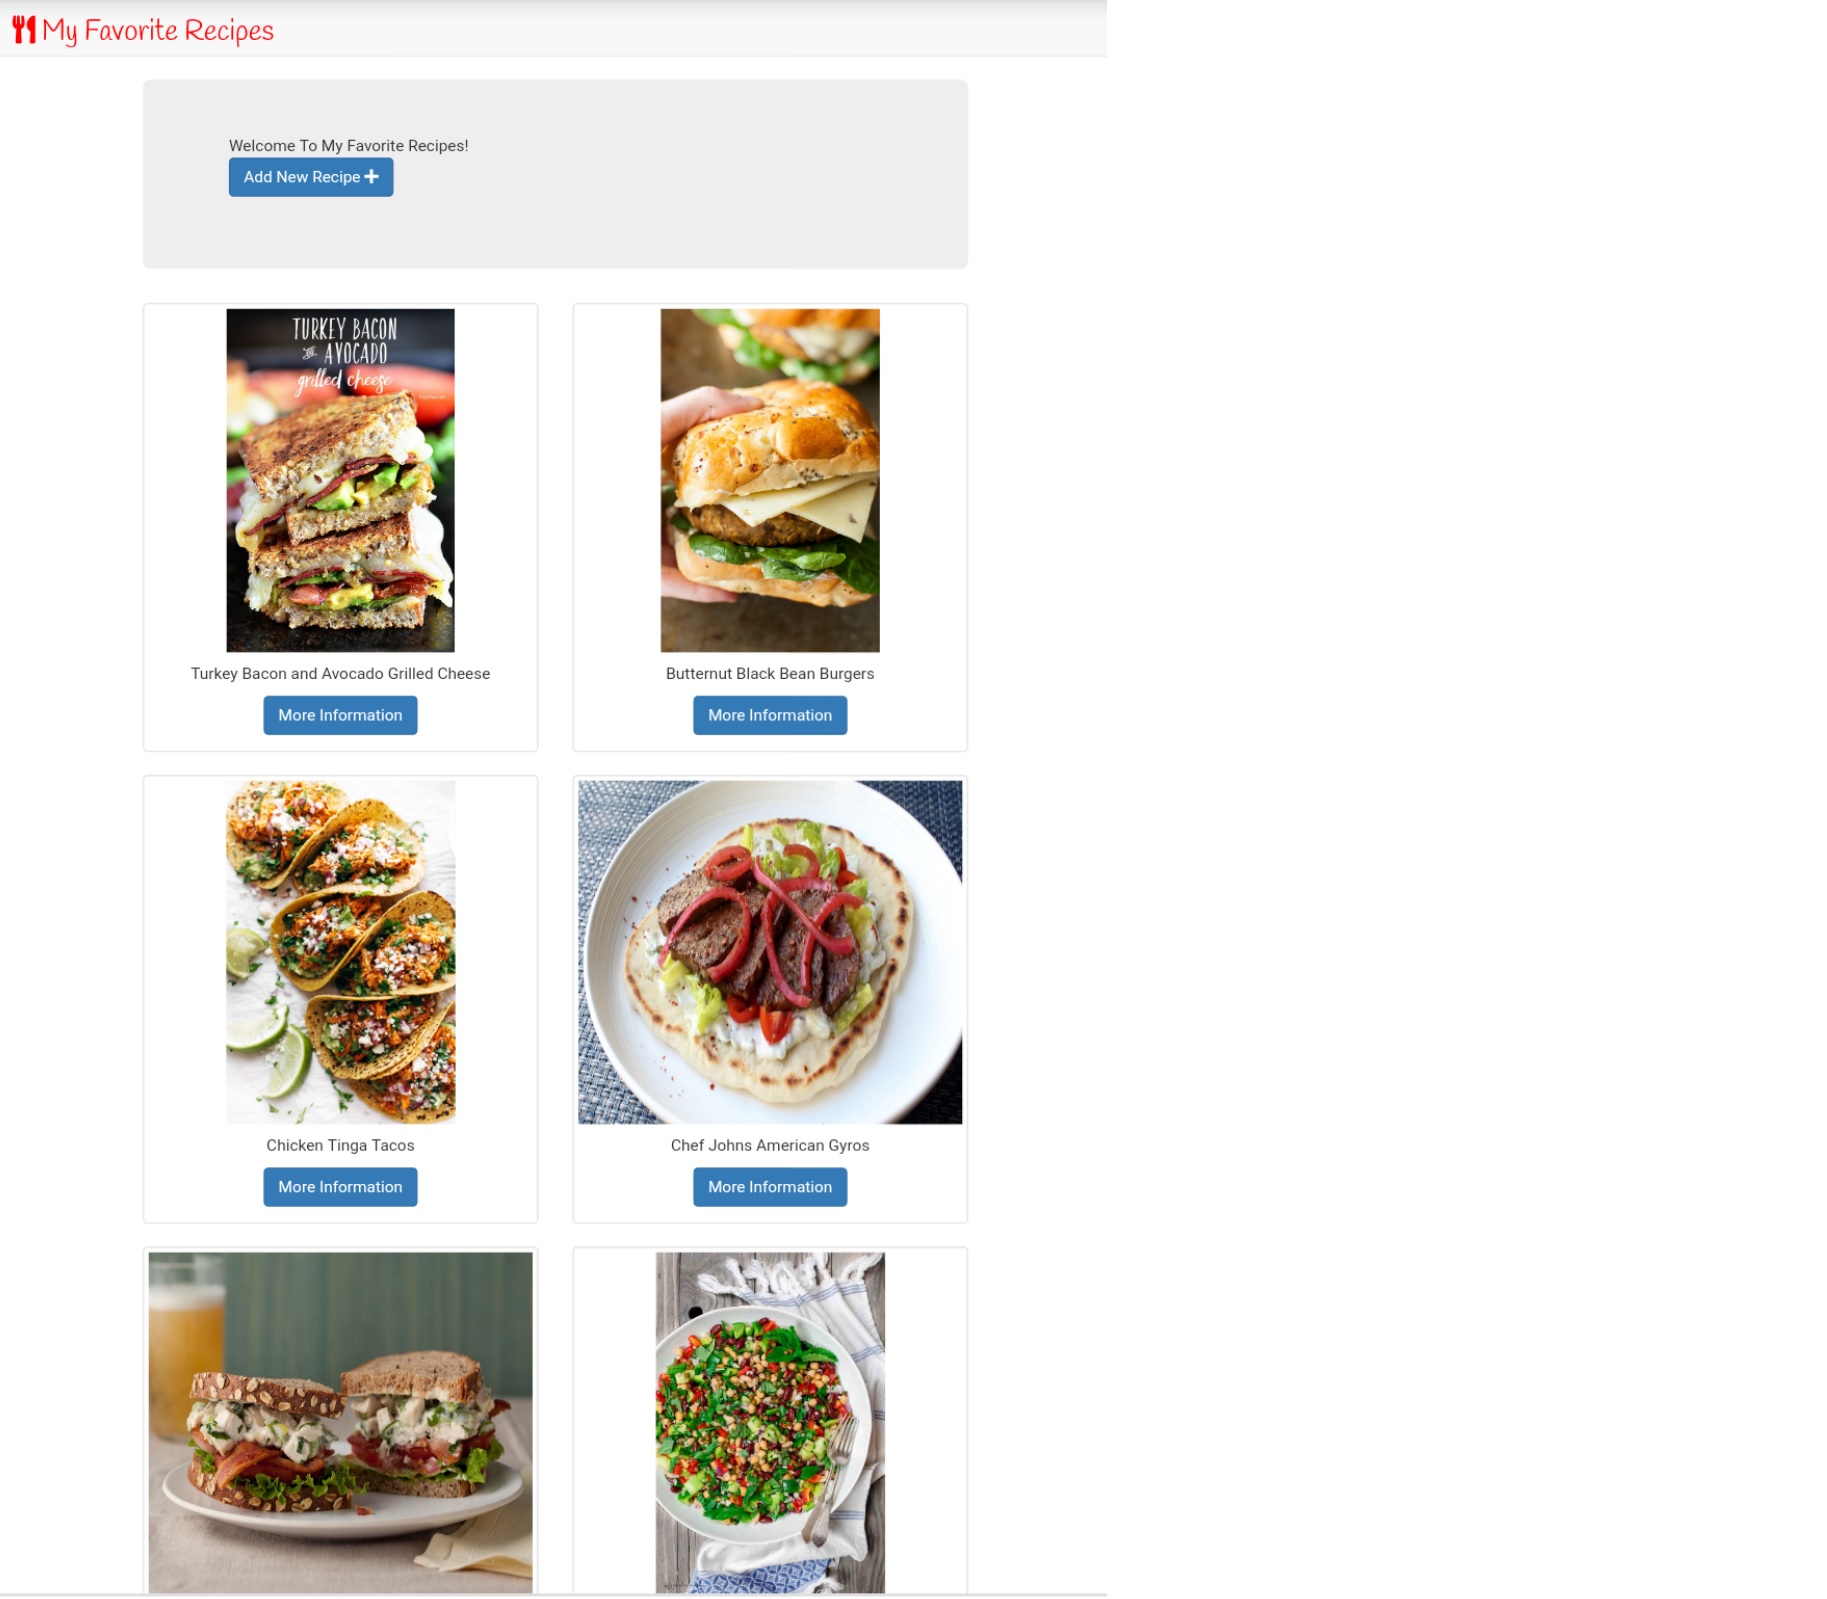 My Favorite Recipes
Welcome To My Favorite Recipes!
Add New Recipe
TURKEY BACON
AVOCADO
grilled cheese
Turkey Bacon and Avocado Grilled Cheese
More Information
Butternut Black Bean Burgers
More Information
Chicken Tinga Tacos
More Information
Chef Johns American Gyros
More Information